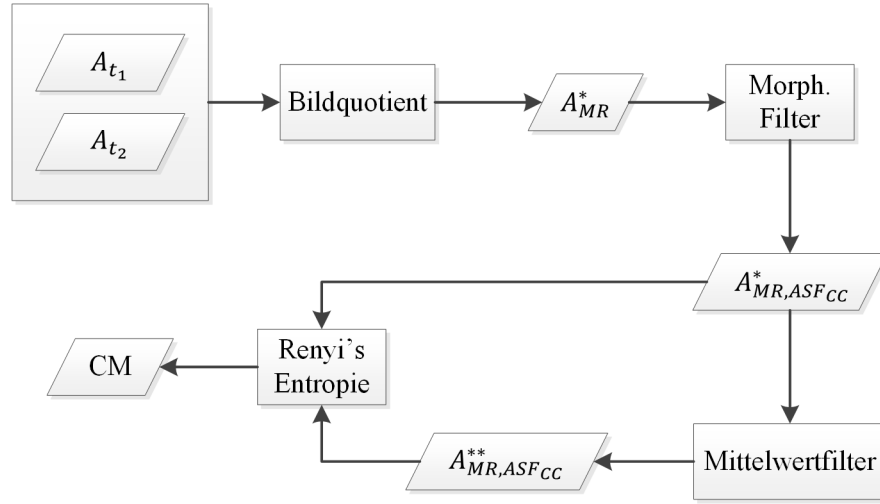 A_{t_1}
A_{t_2}
Bildquotient
A^*_{MR}
Morph.
Filter
A^*_{MR,ASF_{CC}}
Renyi's
Entropie
CM
A^{**}_{MR,ASF_{CC}}
Mittelwertfilter